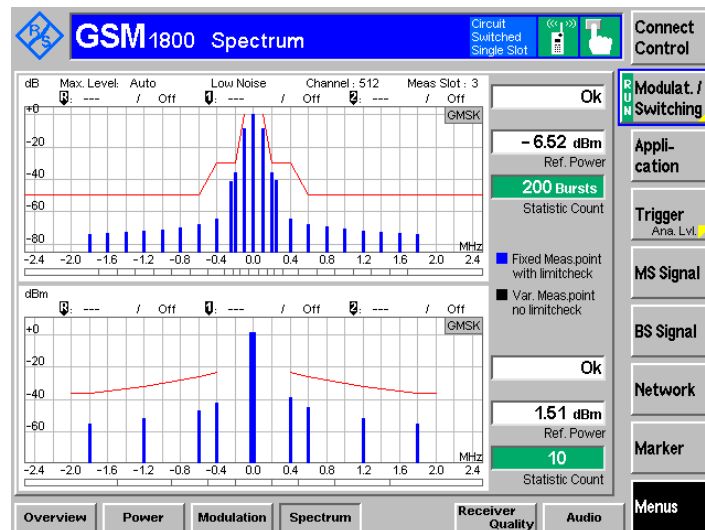 R&S
GSM1800 Spectrum
Circuit
Switched
Single Slot
Connect
Control
dB Max. Level: Auto Low Noise Channel : 512 Meas Slot : 3
R: --- / Off 1: --- / Off 2: --- / Off
GMSK
+0
-20
-40
-60
-80
MHz
-2.4 -2.0 -1.6 -1.2 -0.8 -0.4 0.0 0.4 0.8 1.2 1.6 2.0 2.4
Ok
-6.52 dBm
Ref. Power
200 Bursts
Statistic Count
Fixed Meas.point
with limitcheck
Var. Meas.point
no limitcheck
dBm
R: --- / Off 1: --- / Off 2: --- / Off
GMSK
+0
-20
-40
-60
MHz
-2.4 -2.0 -1.6 -1.2 -0.8 -0.4 0.0 0.4 0.8 1.2 1.6 2.0 2.4
Ok
1.51 dBm
Ref. Power
10
Statistic Count
RUN
Modulat. /
Switching
Appli-
cation
Trigger
Ana. Lvl.
MS Signal
BS Signal
Network
Marker
Menus
Overview Power Modulation Spectrum Receiver
Quality Audio